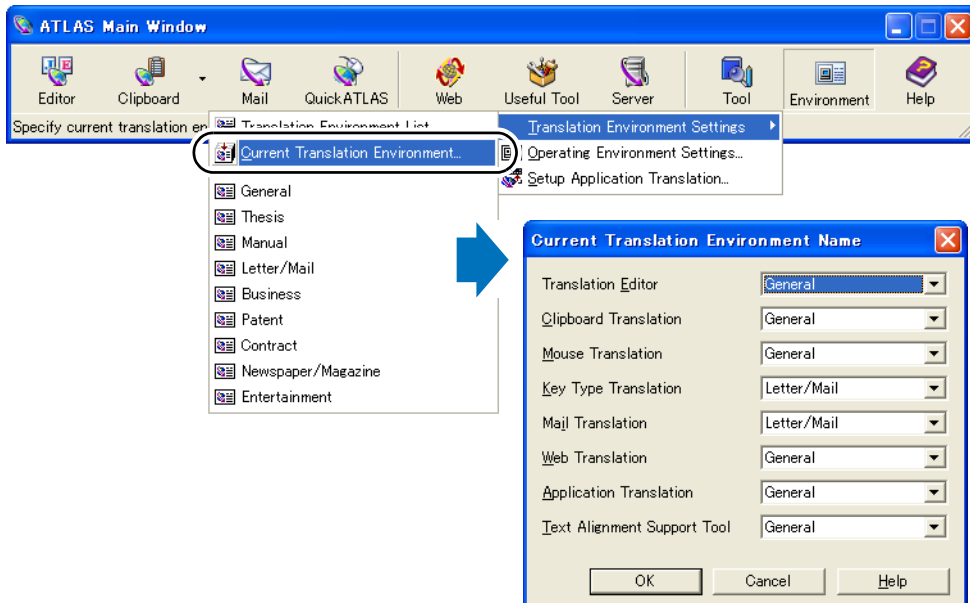 ATLAS Main Window
Editor Clipboard Mail QuickATLAS Web Useful Tool Server Tool Environment Help
Specify current translation en
Translation Environment List
Current Translation Environment...
General
Thesis
Manual
Letter/Mail
Business
Patent
Contract
Newspaper/Magazine
Entertainment
Translation Environment Settings
Operating Environment Settings...
Setup Application Translation...
Current Translation Environment Name
Translation Editor General
Clipboard Translation General
Mouse Translation General
Key Type Translation Letter/Mail
Mail Translation Letter/Mail
Web Translation General
Application Translation General
Text Alignment Support Tool General
OK Cancel Help